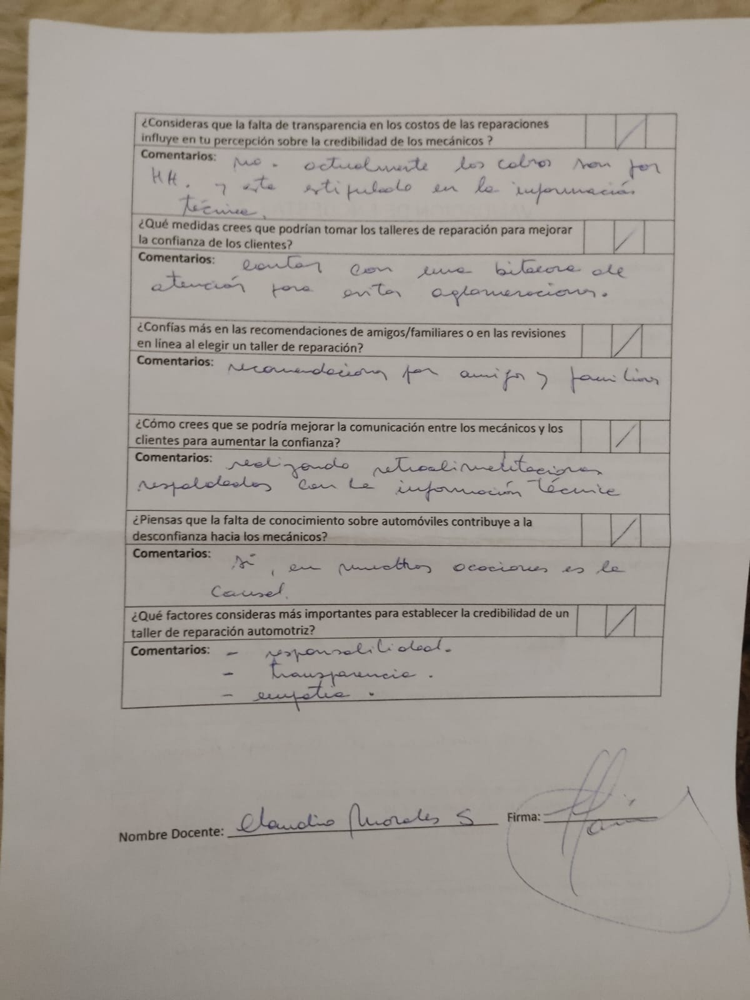 ¿Consideras que la falta de transparencia en los costos de las reparaciones
influye en tu percepción sobre la credibilidad de los mecánicos ?
Comentarios: no. actualmente los cobros son por
HH. y esta estipulado en la información
técnica.
¿Qué medidas crees que podrían tomar los talleres de reparación para mejorar
la confianza de los clientes?
Comentarios: contar con una bitacora de
atención para evitar aglomeraciones.
¿Confías más en las recomendaciones de amigos/familiares o en las revisiones
en línea al elegir un taller de reparación?
Comentarios: recomendaciones por amigos y familiares
¿Cómo crees que se podría mejorar la comunicación entre los mecánicos y los
clientes para aumentar la confianza?
Comentarios: realizando retroalimentaciones
respaldadas con la información técnica
¿Piensas que la falta de conocimiento sobre automóviles contribuye a la
desconfianza hacia los mecánicos?
Comentarios: si, en muchas ocaciones es la
causal.
¿Qué factores consideras más importantes para establecer la credibilidad de un
taller de reparación automotriz?
Comentarios: - responsabilidad.
- transparencia.
- empatia.
Nombre Docente: Claudio Morales S Firma: